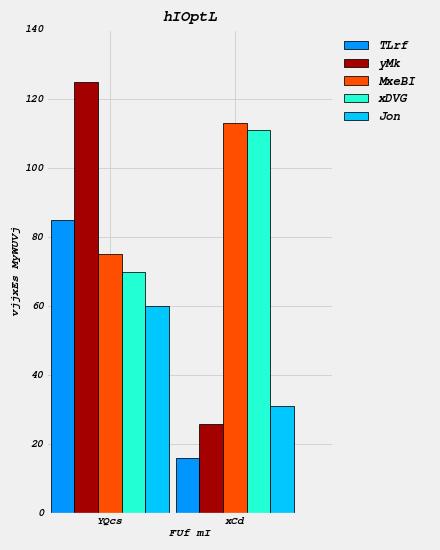 hIOptL
140
120
100
80
60
40
20
0
vjjxEs MyWUVj
YQcs xCd
FUf mI
TLrf
yMk
MxeBI
xDVG
Jon